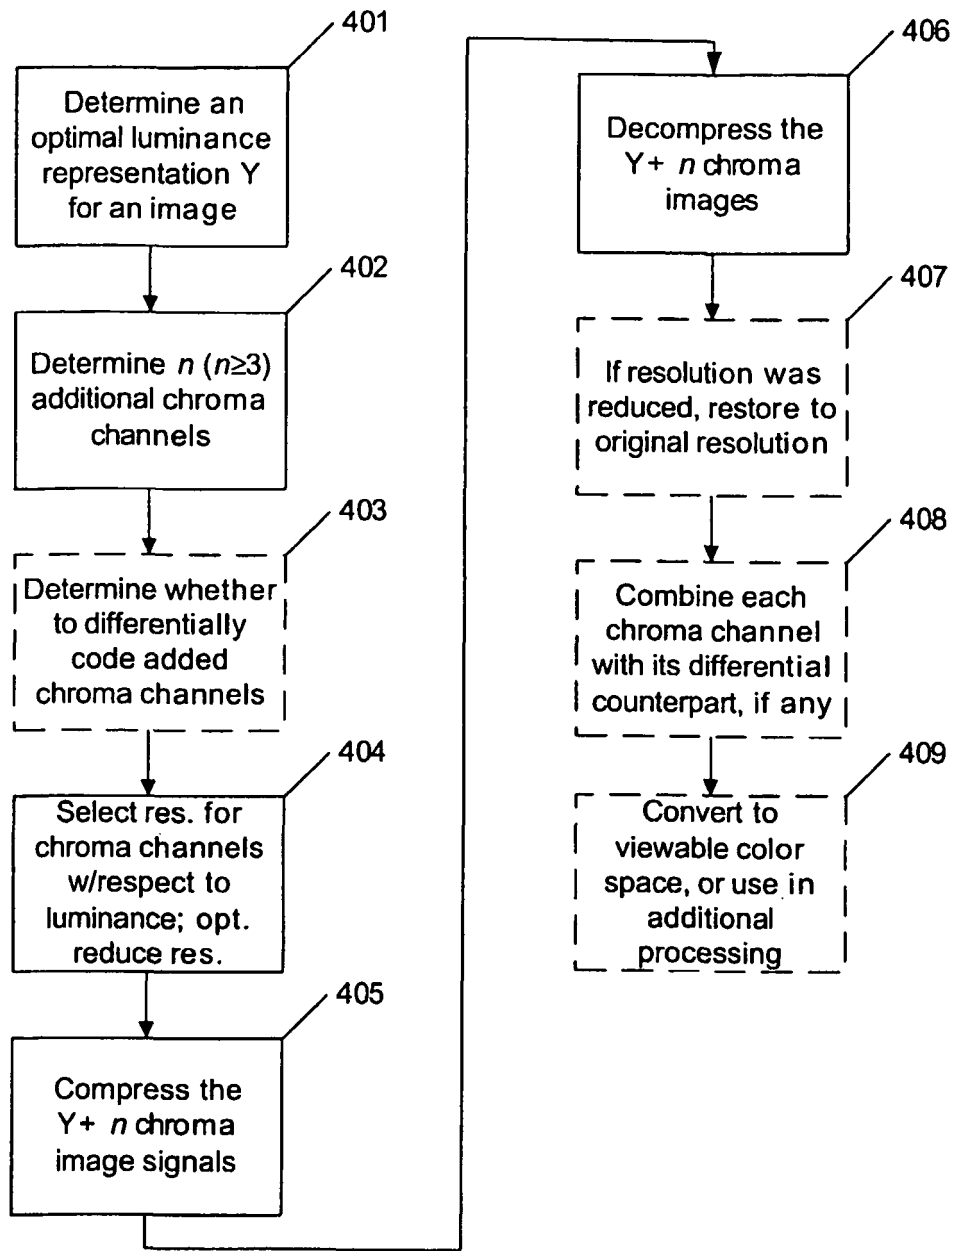 401
Determine an
optimal luminance
representation Y
for an image
402
Determine n (n≥3)
additional chroma
channels
403
Determine whether
to differentially
code added
chroma channels
404
Select res. for
chroma channels
w/respect to
luminance; opt.
reduce res.
405
Compress the
Y+ n chroma
image signals
406
Decompress the
Y+ n chroma
images
407
If resolution was
reduced, restore to
original resolution
408
Combine each
chroma channel
with its differential
counterpart, if any
409
Convert to
viewable color
space, or use in
additional
processing